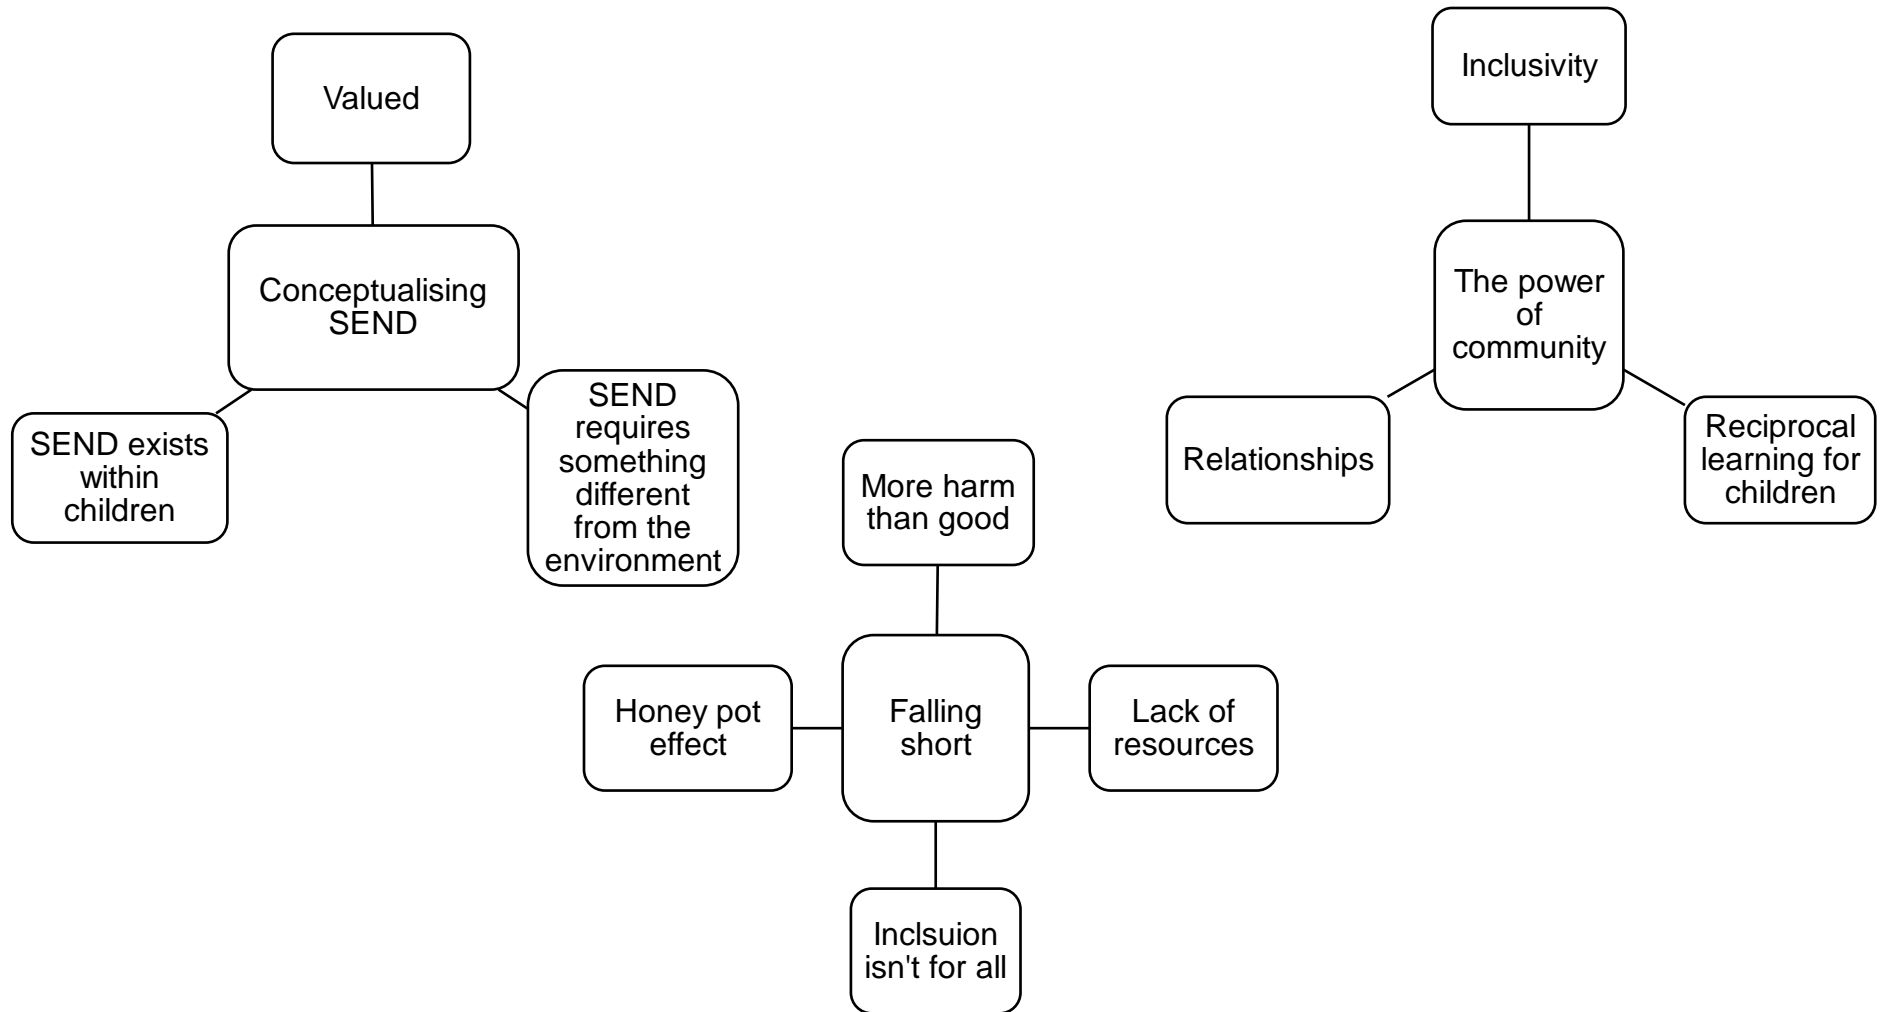 Valued
Conceptualising
SEND
SEND exists
within
children
SEND
requires
something
different
from the
environment
Inclusivity
The power
of
community
Relationships
Reciprocal
learning for
children
More harm
than good
Honey pot
effect
Falling
short
Lack of
resources
Inclsuion
isn't for all